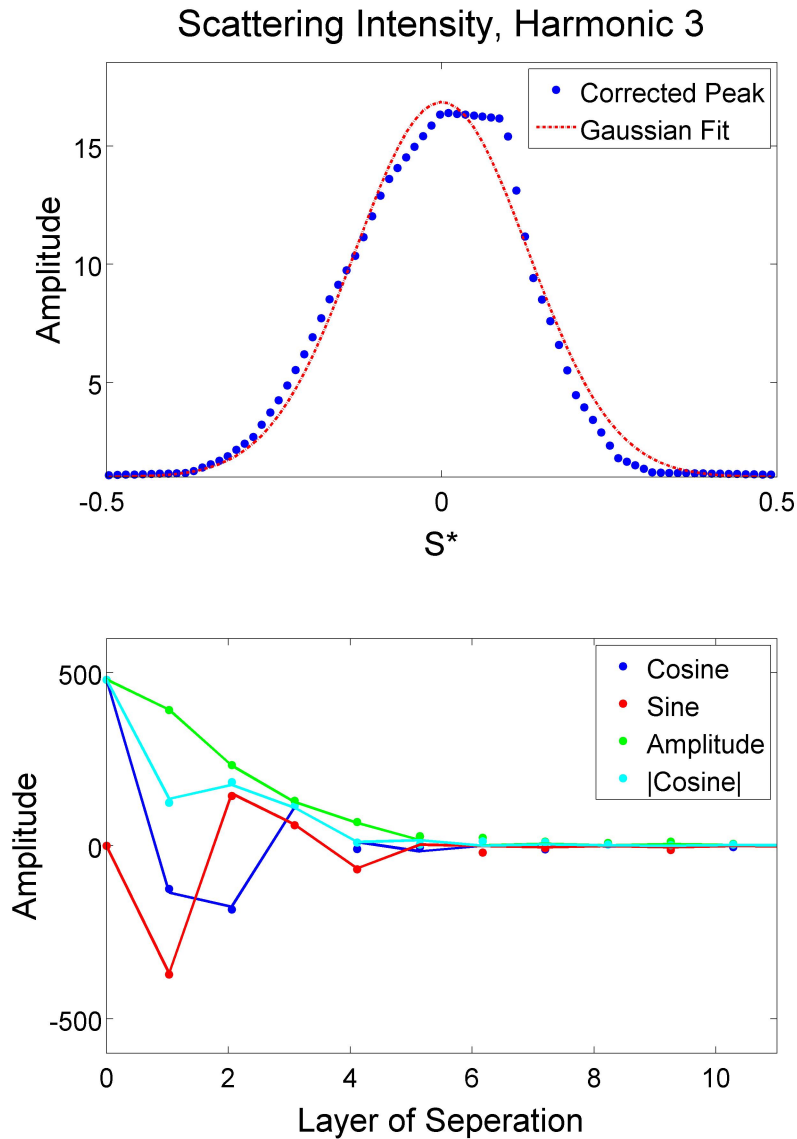 Scattering Intensity, Harmonic 3
Corrected Peak
Gaussian Fit
15
10
5
Amplitude
-0.5 0 0.5
S*
Cosine
Sine
Amplitude
|Cosine|
500
0
-500
Amplitude
0 2 4 6 8 10
Layer of Seperation